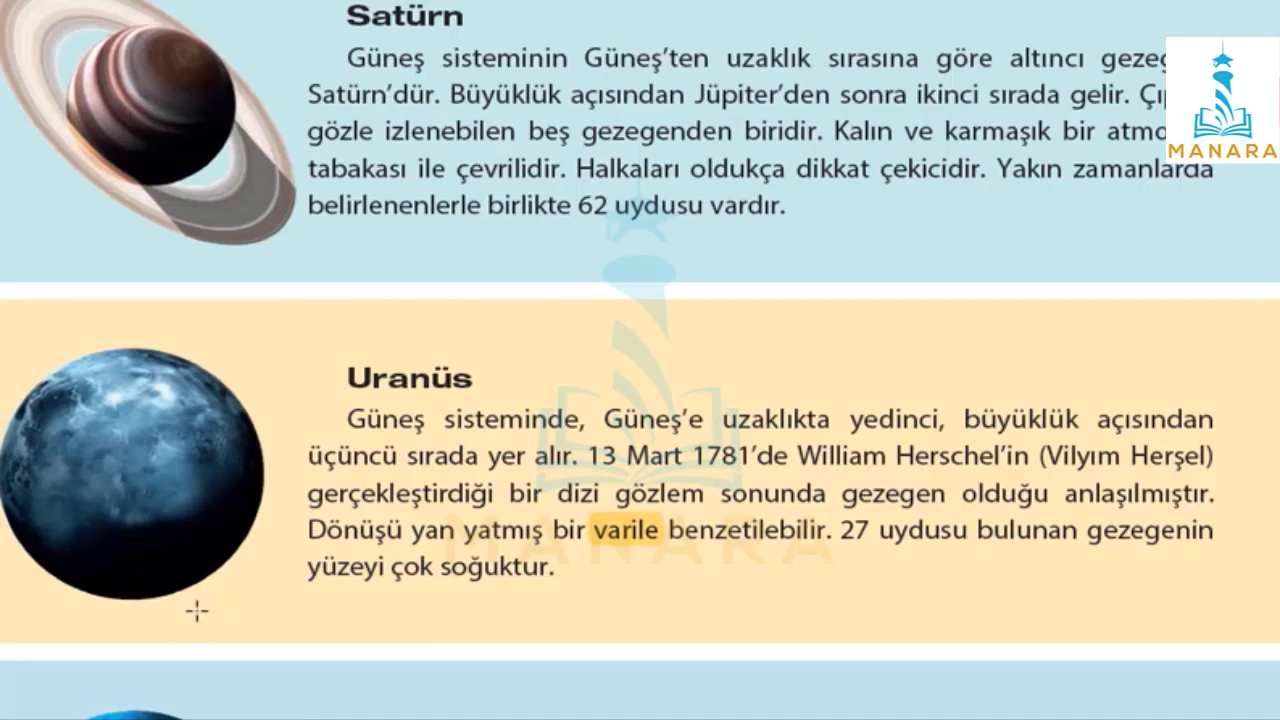 Satürn
Güneş sisteminin Güneş'ten uzaklık sırasına göre altıncı
Satürn'dür. Büyüklük açısından Jüpiter'den sonra ikinci sırada gelir.
gözle izlenebilen beş gezegenden biridir. Kalın ve karmaşık bir
tabakası ile çevrilidir. Halkaları oldukça dikkat çekicidir. Yakın zamanlarda
belirlenenlerle birlikte 62 uydusu vardır.
MANARA
Uranüs
Güneş sisteminde, Güneş'e uzaklıkta yedinci, büyüklük açısından
üçüncü sırada yer alır. 13 Mart 1781'de William Herschel'in (Vilyım Herşel)
gerçekleştirdiği bir dizi gözlem sonunda gezegen olduğu anlaşılmıştır.
Dönüşü yan yatmış bir varile benzetilebilir. 27 uydusu bulunan gezegenin
yüzeyi çok soğuktur.
MANARA